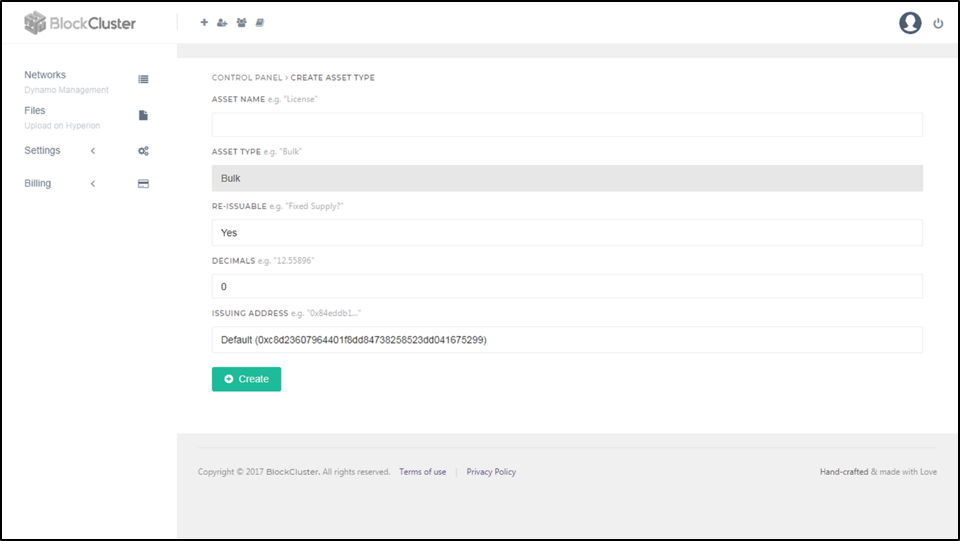 BlockCluster
Networks
Dynamo Management
Files
Upload on Hyperion
Settings
Billing
CONTROL PANEL > CREATE ASSET TYPE
ASSET NAME e.g. "License"
ASSET TYPE e.g. "Bulk"
Bulk
RE-ISSUABLE e.g. "Fixed Supply?"
Yes
DECIMALS e.g. "12.55896"
0
ISSUING ADDRESS e.g. "0x84eddb1..."
Default (0xc8d23607964401f8dd84738258523dd041675299)
Create
Copyright © 2017 BlockCluster. All rights reserved. Terms of use | Privacy Policy
Hand-crafted & made with Love